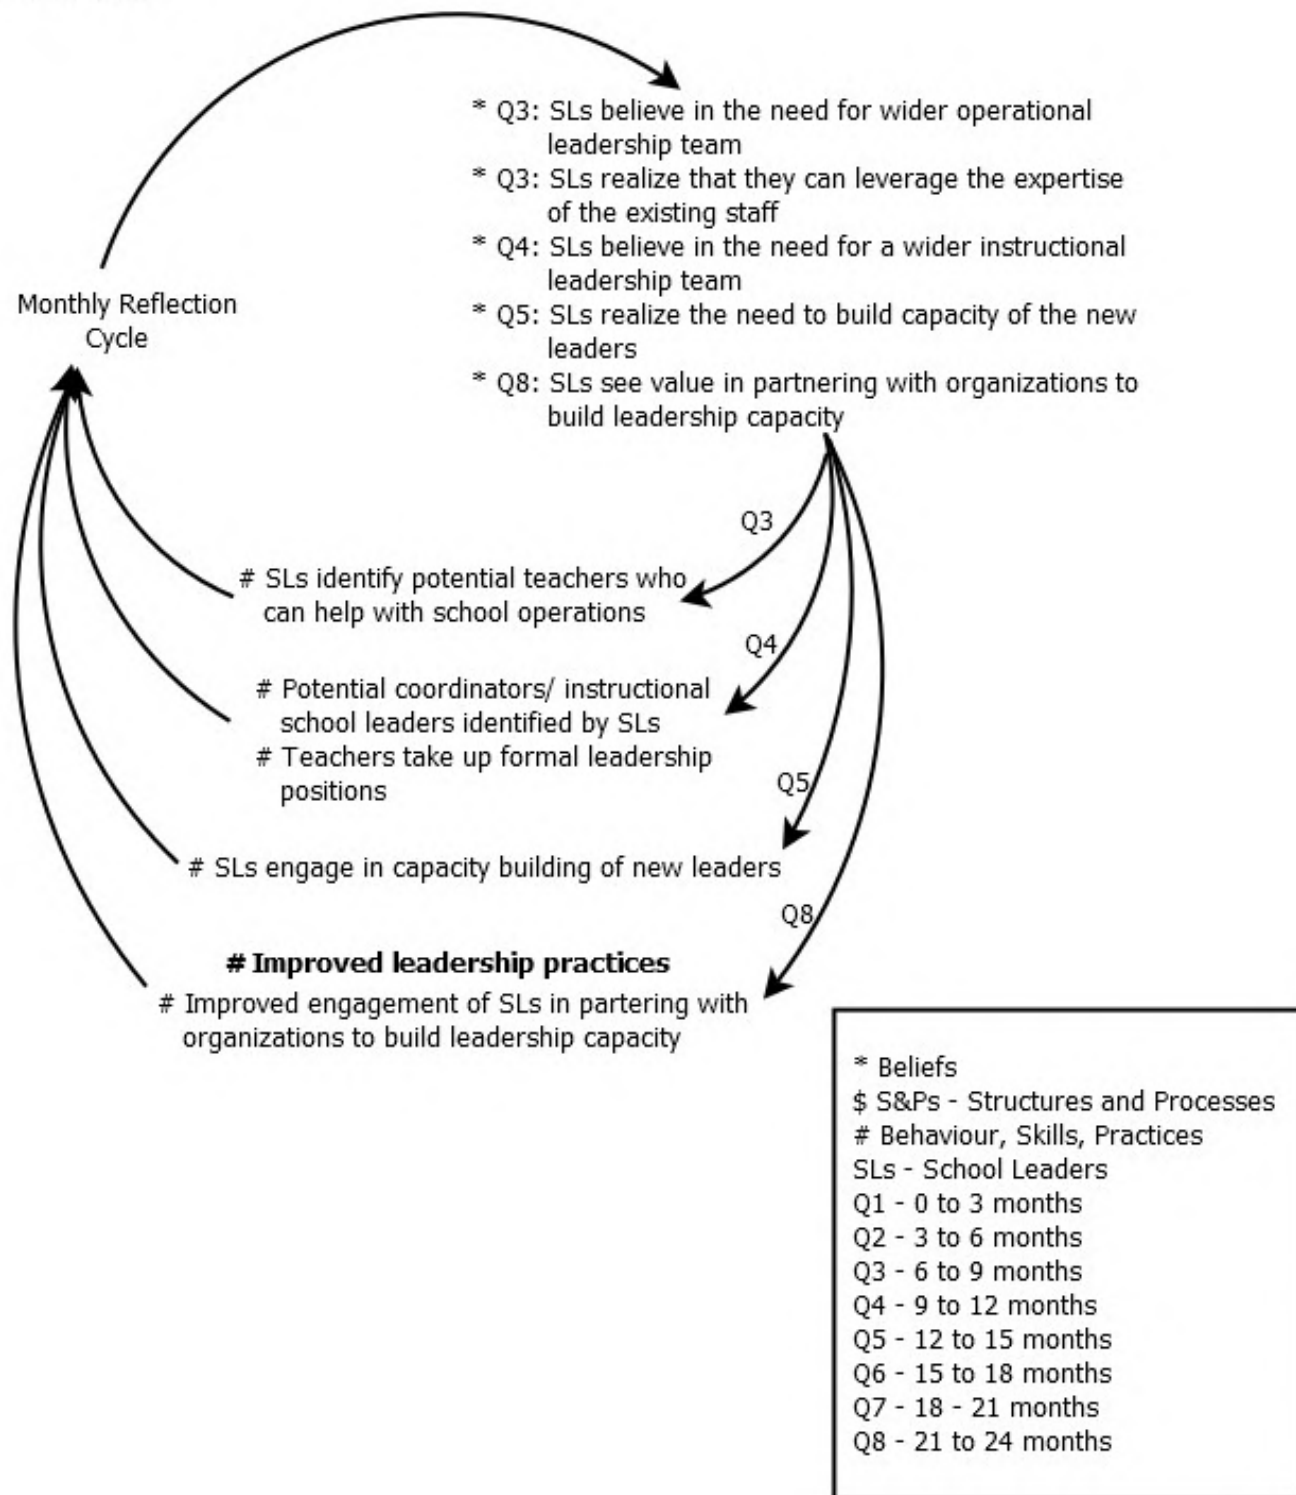 * Q3: SLs believe in the need for wider operational
leadership team
* Q3: SLs realize that they can leverage the expertise
of the existing staff
* Q4: SLs believe in the need for a wider instructional
leadership team
* Q5: SLs realize the need to build capacity of the new
leaders
* Q8: SLs see value in partnering with organizations to
build leadership capacity
Monthly Reflection
Cycle
Q3
# SLs identify potential teachers who
can help with school operations
Q4
# Potential coordinators/ instructional
school leaders identified by SLs
# Teachers take up formal leadership
positions
Q5
# SLs engage in capacity building of new leaders
Q8
# Improved leadership practices
# Improved engagement of SLs in partering with
organizations to build leadership capacity
* Beliefs
$ S&Ps - Structures and Processes
# Behaviour, Skills, Practices
SLs - School Leaders
Q1 - 0 to 3 months
Q2 - 3 to 6 months
Q3 - 6 to 9 months
Q4 - 9 to 12 months
Q5 - 12 to 15 months
Q6 - 15 to 18 months
Q7 - 18 - 21 months
Q8 - 21 to 24 months